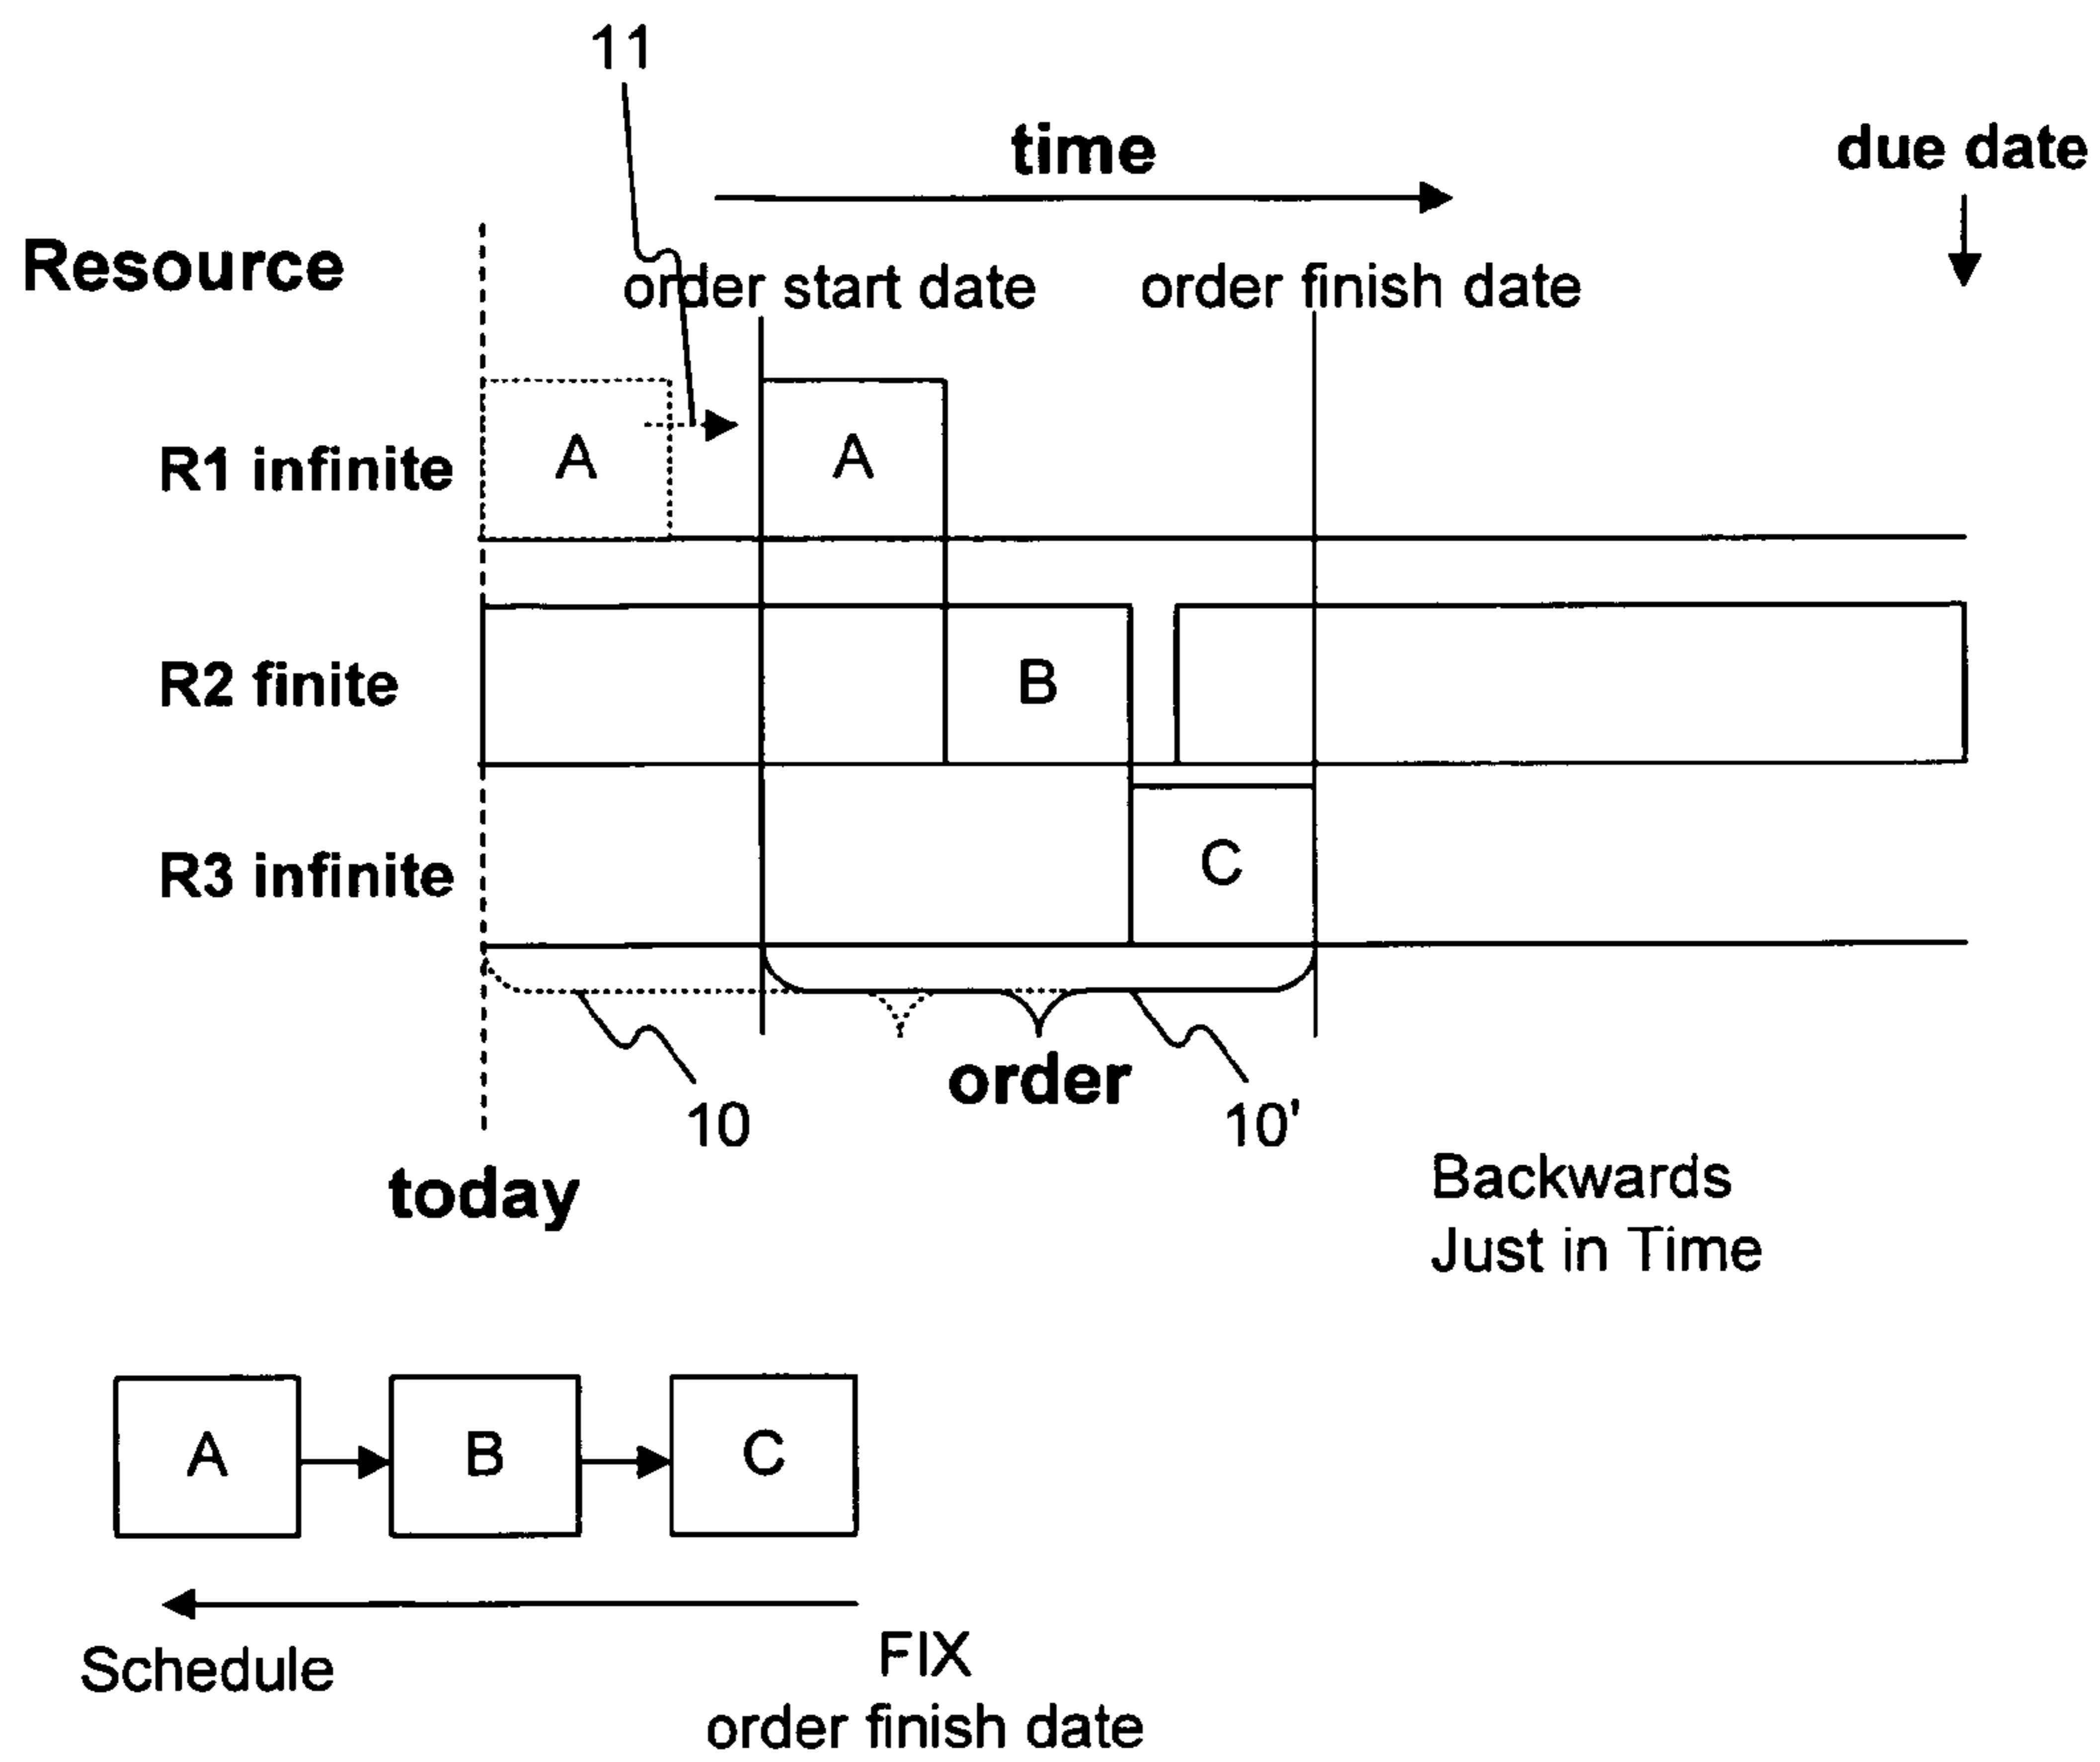 11
time
due date
Resource
order start date
order finish date
R1 infinite
A
A
R2 finite
B
R3 infinite
C
order
10
10'
today
Backwards
Just in Time
A
B
C
Schedule
FIX
order finish date